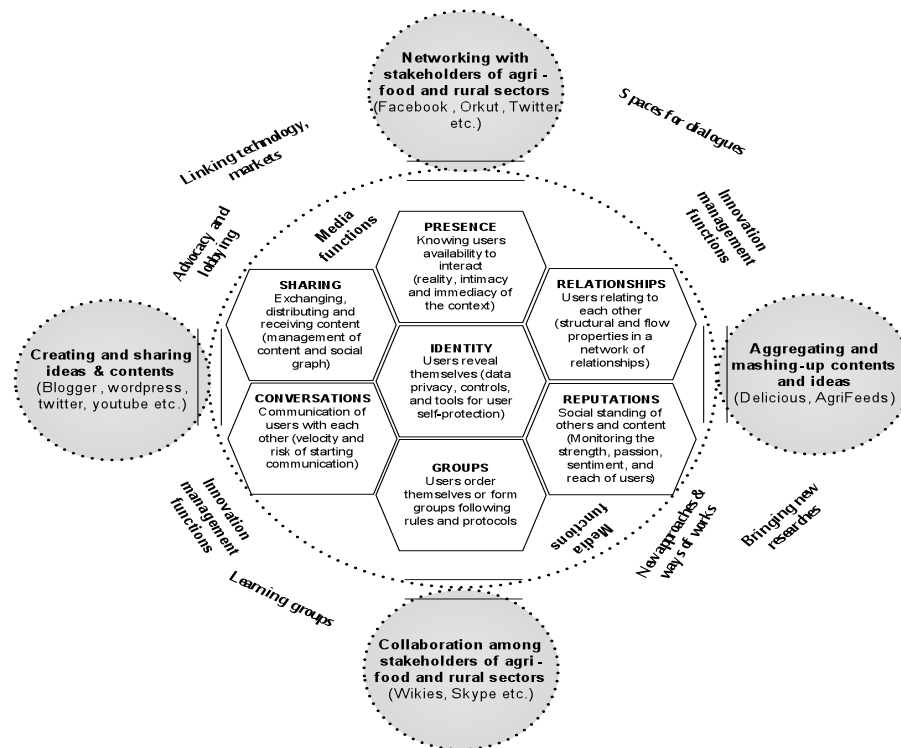 Networking with
stakeholders of agri -
food and rural sectors
(Facebook , Orkut, Twitter
etc.)
Linking technology,
markets
Spaces for dialogues
Advocacy and
lobbying
Media
functions
Innovation
management
functions
PRESENCE
Knowing users
availability to
interact
(reality, intimacy
and immediacy of
the context)
SHARING
Exchanging,
distributing and
receiving content
(management of
content and social
graph)
RELATIONSHIPS
Users relating to
each other
(structural and flow
properties in a
network of
relationships)
IDENTITY
Users reveal
themselves (data
privacy, controls,
and tools for user
self-protection)
Creating and sharing
ideas & contents
(Blogger , wordpress ,
twitter, youtube etc.)
Aggregating and
mashing-up contents
and ideas
(Delicious, AgriFeeds)
CONVERSATIONS
Communication of
users with each
other (velocity and
risk of starting
communication)
REPUTATIONS
Social standing of
others and content
(Monitoring the
strength, passion,
sentiment, and
reach of users)
GROUPS
Users order
themselves or form
groups following
rules and protocols
Innovation
management
functions
Media
functions
New approaches &
ways of works
Bringing new
researches
Learning groups
Collaboration among
stakeholders of agri -
food and rural sectors
(Wikies, Skype etc.)